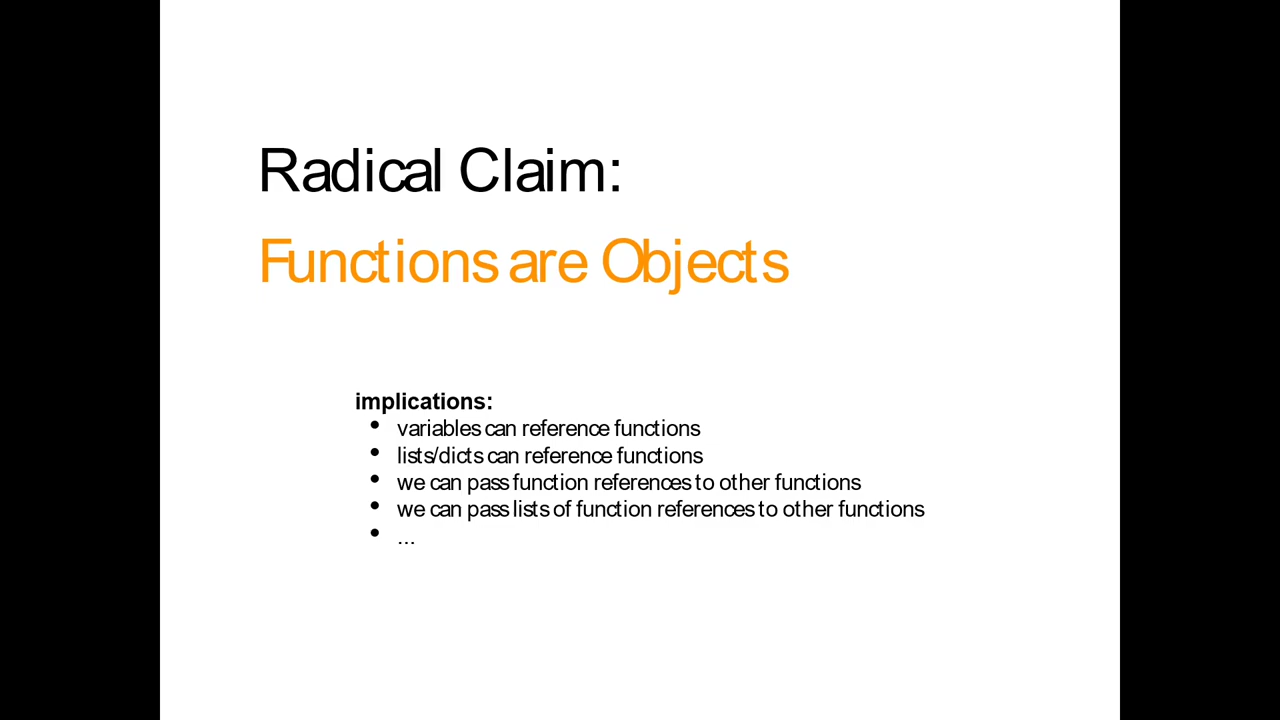 Radical Claim:
Functions are Objects
implications:
• variables can reference functions
• lists/dicts can reference functions
• we can pass function references to other functions
• we can pass lists of function references to other functions
• ...